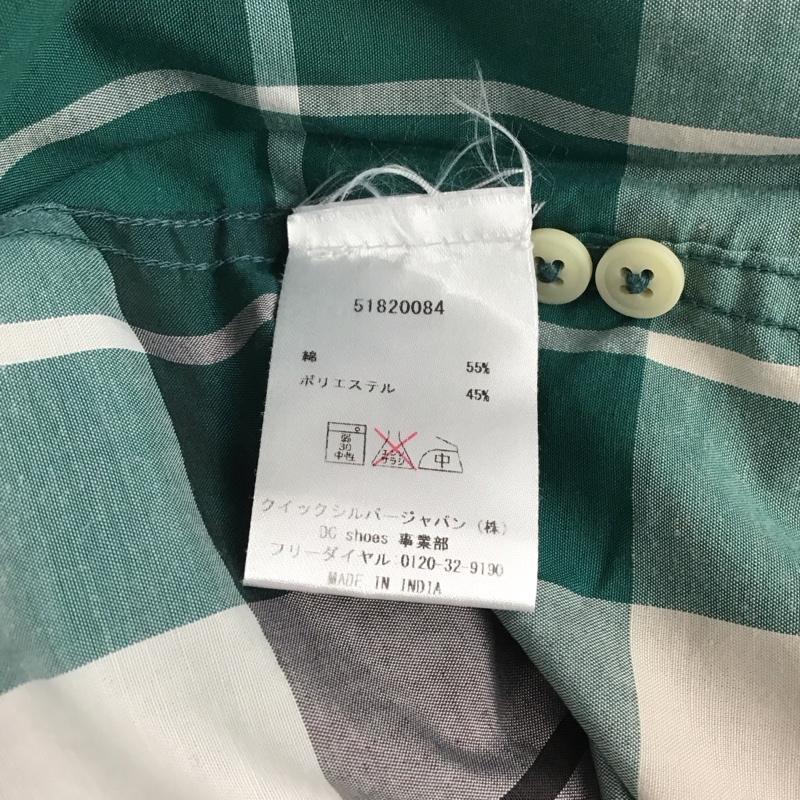 51820084
綿 55%
ポリエステル 45%
弱
30
中性
エンソ
サラシ
中
クイックシルバージャパン (株)
DC shoes 事業部
フリーダイヤル:0120-32-9190
MADE IN INDIA